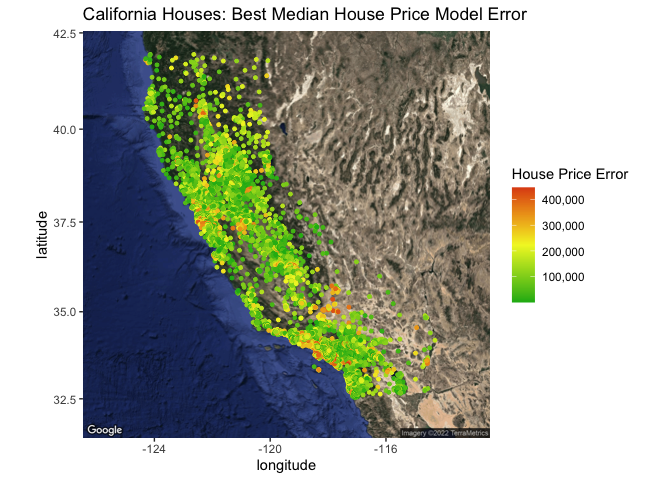 California Houses: Best Median House Price Model Error
42.5
40.0
37.5
35.0
32.5
latitude
-124
-120
-116
longitude
House Price Error
400,000
300,000
200,000
100,000
Google
Imagery ©2022 TerraMetrics